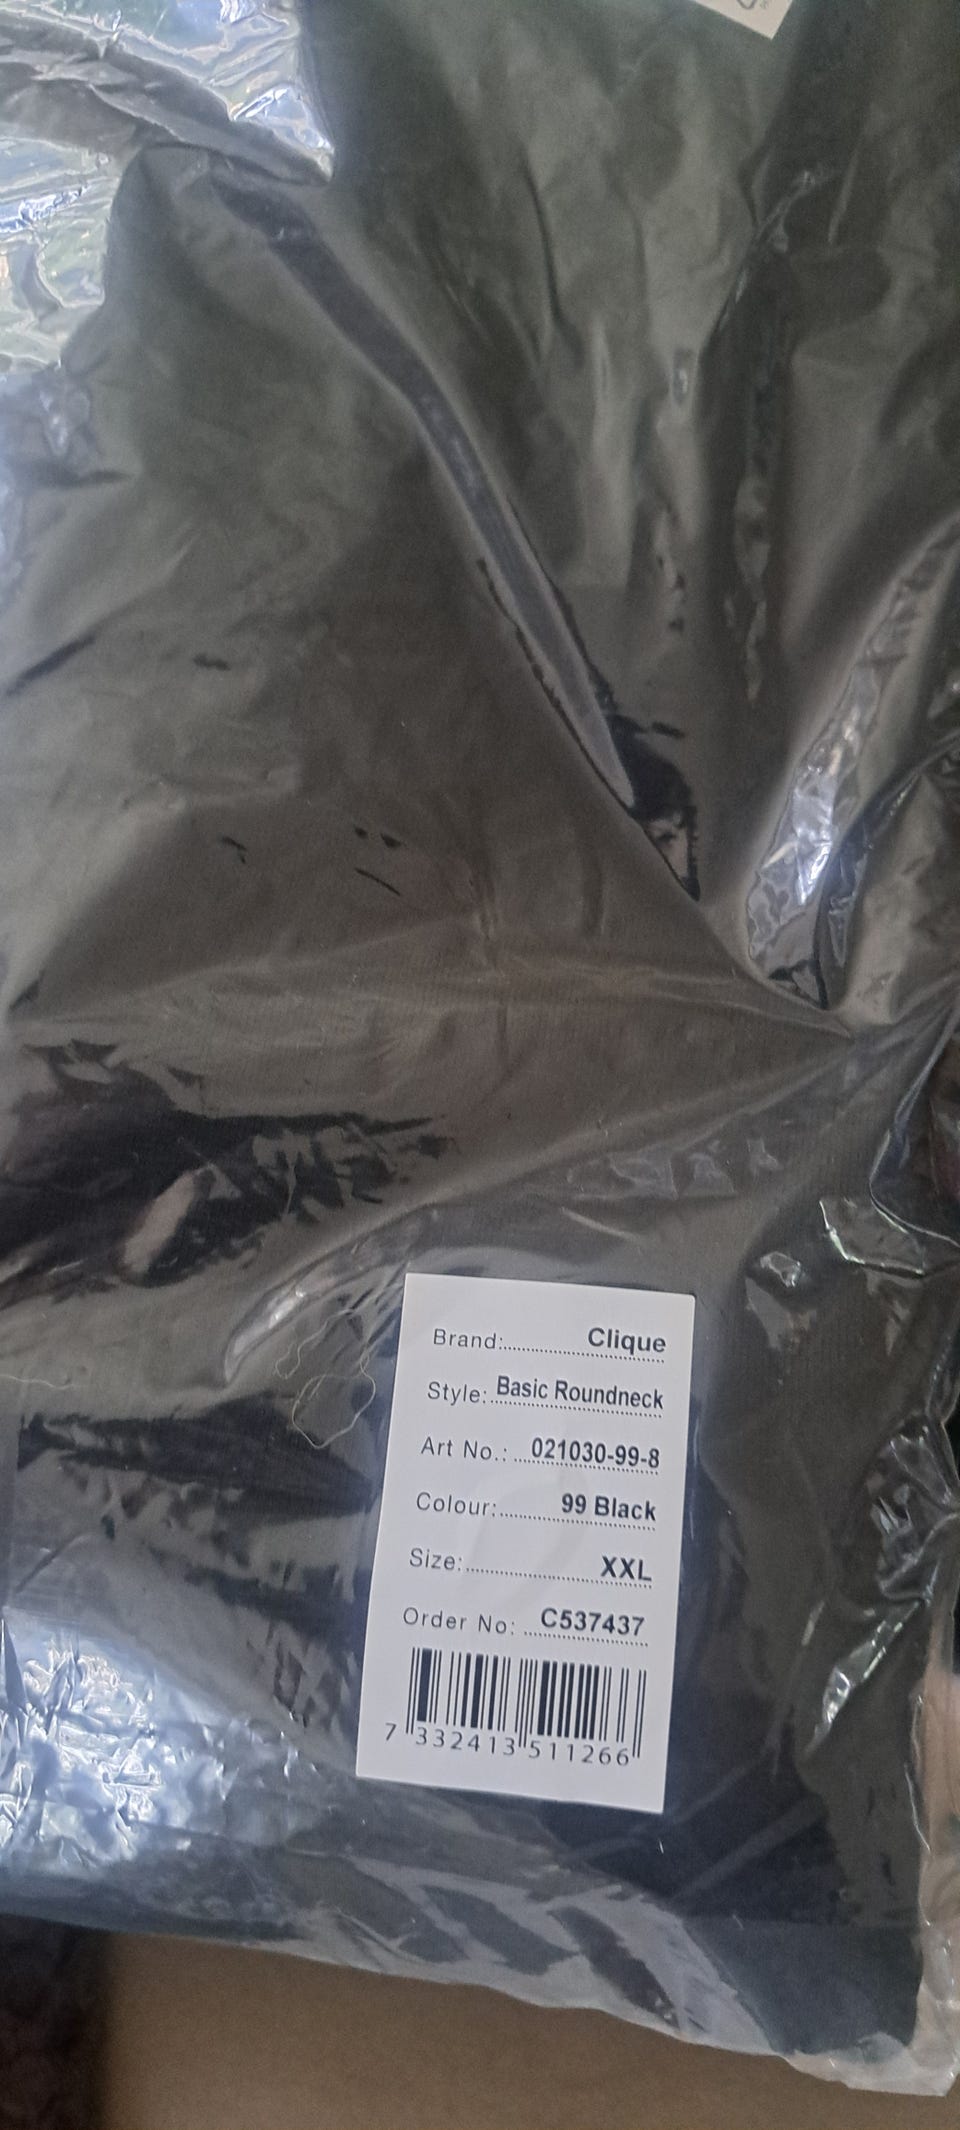 Brand:..................Clique
Style: Basic Roundneck
Art No.: ...021030-99-8
Colour:............99 Black
Size:............................XXL
Order No: ...C537437
7 332413 511266